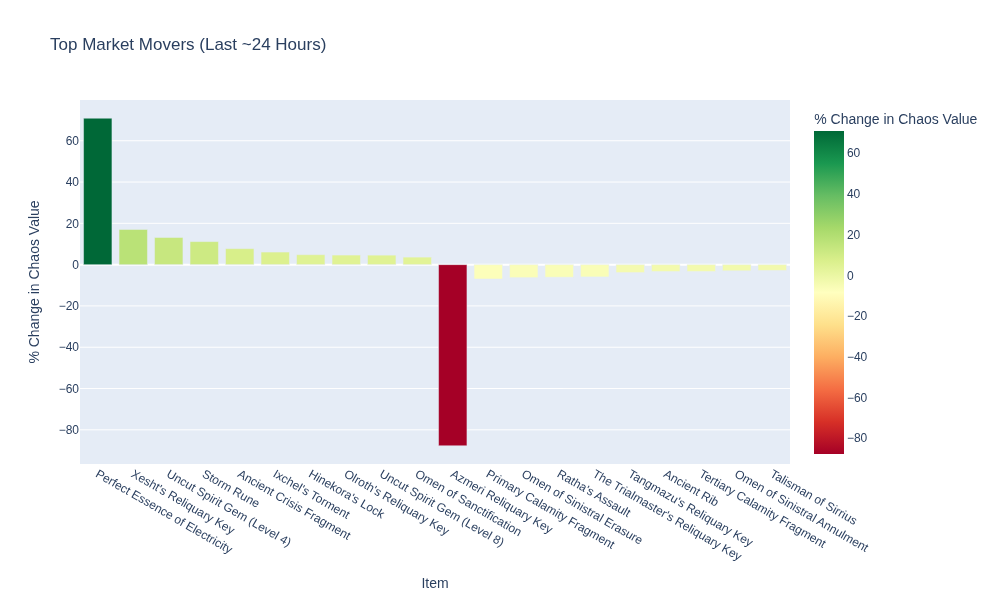 Top Market Movers (Last ~24 Hours)
% Change in Chaos Value
60
40
20
0
−20
−40
−60
−80
Perfect Essence of Electricity
Xesht's Reliquary Key
Uncut Spirit Gem (Level 4)
Storm Rune
Ancient Crisis Fragment
Ixchel's Torment
Hinekora's Lock
Olroth's Reliquary Key
Uncut Spirit Gem (Level 8)
Omen of Sanctification
Azmeri Reliquary Key
Primary Calamity Fragment
Omen of Sinistral Erasure
Ratha's Assault
The Trialmaster's Reliquary Key
Tangmazu's Reliquary Key
Ancient Rib
Tertiary Calamity Fragment
Omen of Sinistral Annulment
Talisman of Sirrius
Item
% Change in Chaos Value
60
40
20
0
−20
−40
−60
−80